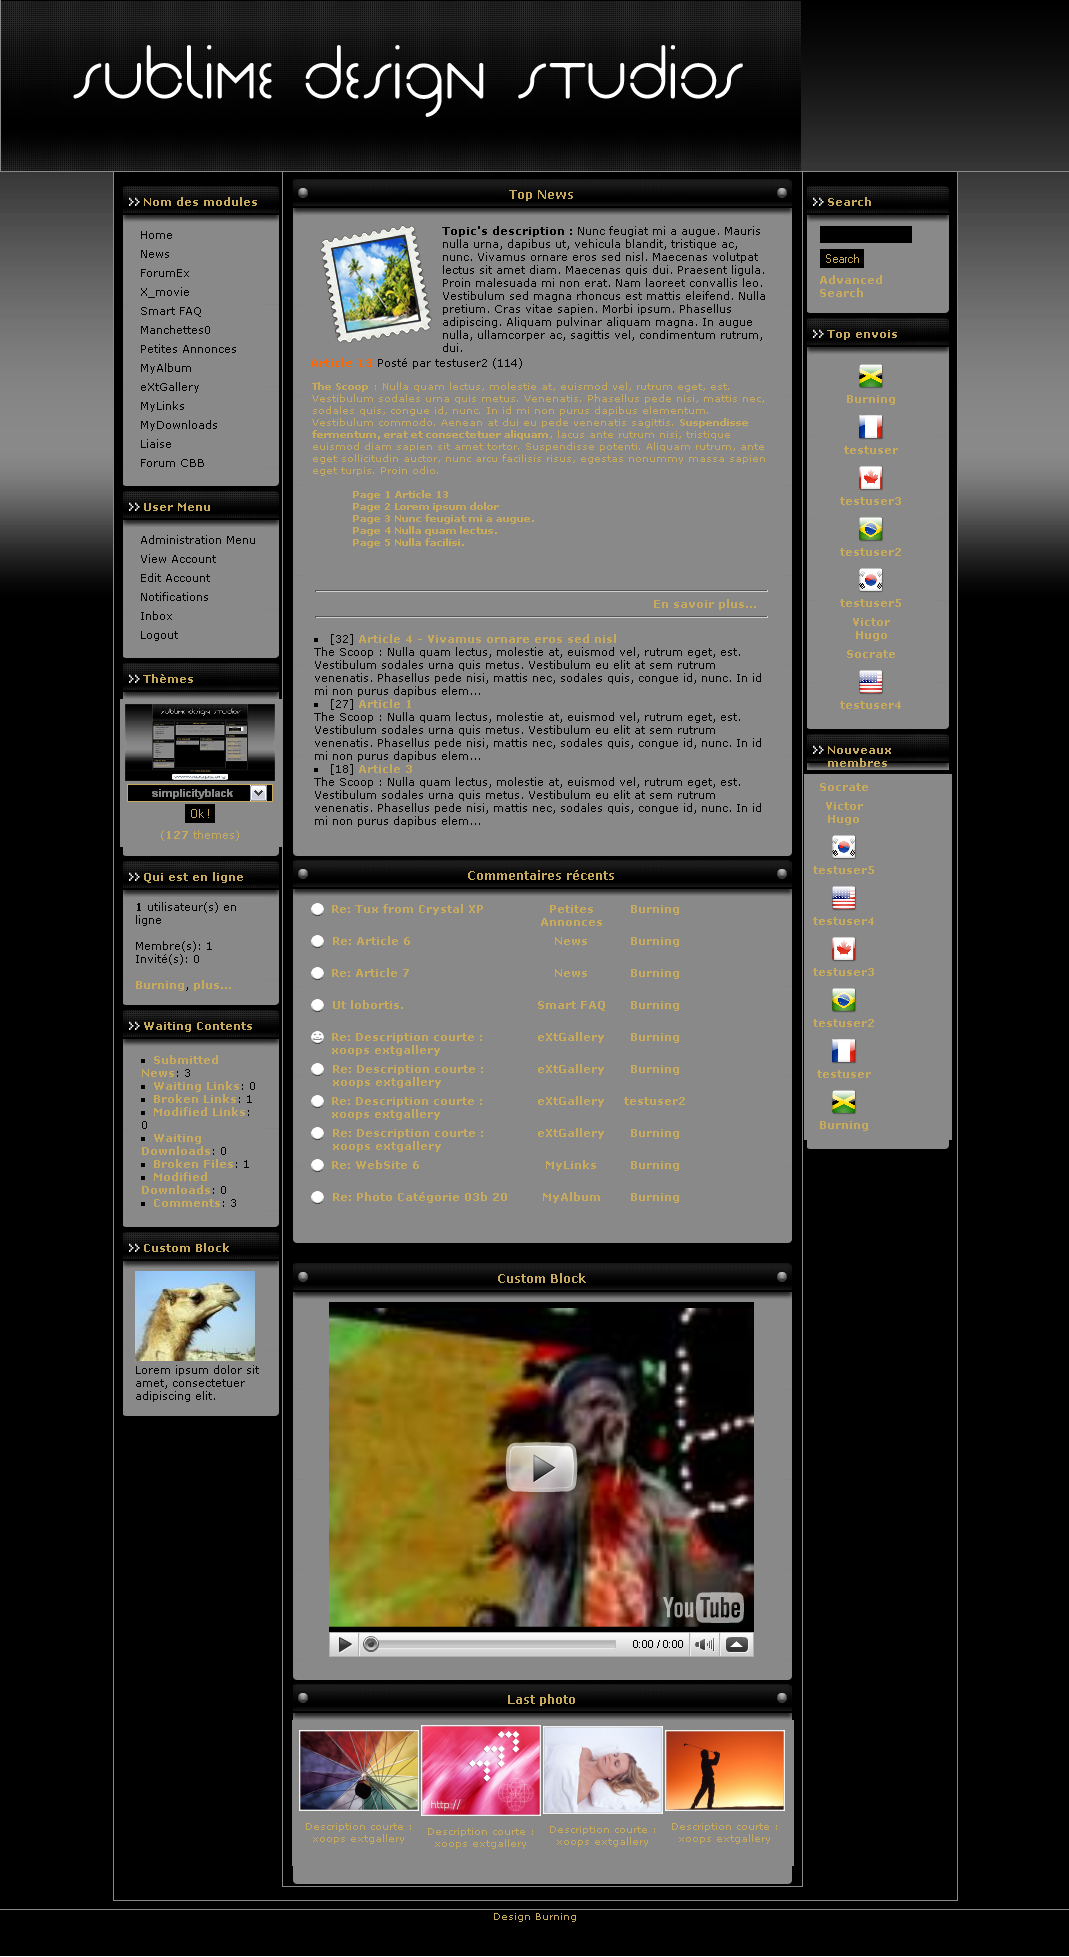 SUBLIME DESIGN STUDIOS
Nom des modules
Home
News
ForumEx
X_movie
Smart FAQ
Manchettes0
Petites Annonces
MyAlbum
eXtGallery
MyLinks
MyDownloads
Liaise
Forum CBB
User Menu
Administration Menu
View Account
Edit Account
Notifications
Inbox
Logout
Thèmes
SUBLIME DESIGN STUDIOS
simplicityblack
Ok !
(127 themes)
Qui est en ligne
1 utilisateur(s) en
ligne
Membre(s): 1
Invité(s): 0
Burning, plus...
Waiting Contents
Submitted
News: 3
Waiting Links: 0
Broken Links: 1
Modified Links:
0
Waiting
Downloads: 0
Broken Files: 1
Modified
Downloads: 0
Comments: 3
Custom Block
Lorem ipsum dolor sit
amet, consectetuer
adipiscing elit.
Top News
Topic's description : Nunc feugiat mi a augue. Mauris
nulla urna, dapibus ut, vehicula blandit, tristique ac,
nunc. Vivamus ornare eros sed nisl. Maecenas volutpat
lectus sit amet diam. Maecenas quis dui. Praesent ligula.
Proin malesuada mi non erat. Nam laoreet convallis leo.
Vestibulum sed magna rhoncus est mattis eleifend. Nulla
pretium. Cras vitae sapien. Morbi ipsum. Phasellus
adipiscing. Aliquam pulvinar aliquam magna. In augue
nulla, ullamcorper ac, sagittis vel, condimentum rutrum,
dui.
Article 13 Posté par testuser2 (114)
The Scoop : Nulla quam lectus, molestie at, euismod vel, rutrum eget, est.
Vestibulum sodales urna quis metus. Venenatis. Phasellus pede nisi, mattis nec,
sodales quis, congue id, nunc. In id mi non purus dapibus elementum.
Vestibulum commodo. Aenean at dui eu pede venenatis sagittis. Suspendisse
fermentum, erat et consectetuer aliquam, lacus ante rutrum nisi, tristique
euismod diam sapien sit amet tortor. Suspendisse potenti. Aliquam rutrum, ante
eget sollicitudin auctor, nunc arcu facilisis risus, egestas nonummy massa sapien
eget turpis. Proin odio.
Page 1 Article 13
Page 2 Lorem ipsum dolor
Page 3 Nunc feugiat mi a augue.
Page 4 Nulla quam lectus.
Page 5 Nulla facilisi.
En savoir plus...
[32] Article 4 - Vivamus ornare eros sed nisl
The Scoop : Nulla quam lectus, molestie at, euismod vel, rutrum eget, est.
Vestibulum sodales urna quis metus. Vestibulum eu elit at sem rutrum
venenatis. Phasellus pede nisi, mattis nec, sodales quis, congue id, nunc. In id
mi non purus dapibus elem...
[27] Article 1
The Scoop : Nulla quam lectus, molestie at, euismod vel, rutrum eget, est.
Vestibulum sodales urna quis metus. Vestibulum eu elit at sem rutrum
venenatis. Phasellus pede nisi, mattis nec, sodales quis, congue id, nunc. In id
mi non purus dapibus elem...
[18] Article 3
The Scoop : Nulla quam lectus, molestie at, euismod vel, rutrum eget, est.
Vestibulum sodales urna quis metus. Vestibulum eu elit at sem rutrum
venenatis. Phasellus pede nisi, mattis nec, sodales quis, congue id, nunc. In id
mi non purus dapibus elem...
Commentaires récents
Re: Tux from Crystal XP Petites Annonces Burning
Re: Article 6 News Burning
Re: Article 7 News Burning
Ut lobortis. Smart FAQ Burning
Re: Description courte : eXtGallery Burning
xoops extgallery
Re: Description courte : eXtGallery Burning
xoops extgallery
Re: Description courte : eXtGallery testuser2
xoops extgallery
Re: Description courte : eXtGallery Burning
xoops extgallery
Re: WebSite 6 MyLinks Burning
Re: Photo Catégorie 03b 20 MyAlbum Burning
Custom Block
YouTube
0:00 / 0:00
Last photo
http://
Description courte :
xoops extgallery
Description courte :
xoops extgallery
Description courte :
xoops extgallery
Description courte :
xoops extgallery
Search
Search
Advanced
Search
Top envois
Burning
testuser
testuser3
testuser2
testuser5
Victor
Hugo
Socrate
testuser4
Nouveaux
membres
Socrate
Victor
Hugo
testuser5
testuser4
testuser3
testuser2
testuser
Burning
Design Burning